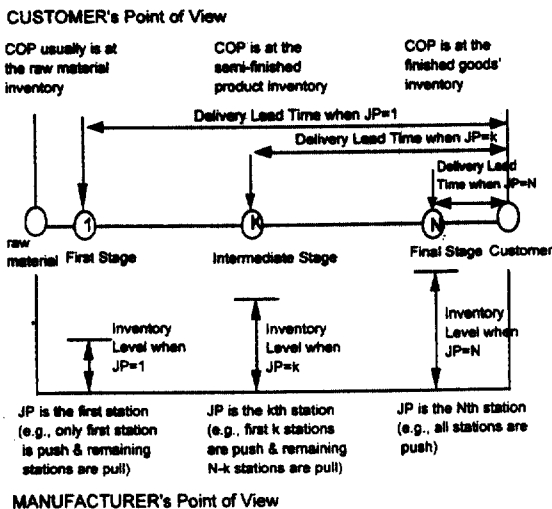 CUSTOMER's Point of View
COP usually is at
the raw material
inventory
COP is at the
semi-finished
product inventory
COP is at the
finished goods'
inventory
Delivery Lead Time when JP=1
Delivery Lead Time when JP=k
Delivery Lead
Time when JP=N
1
K
N
raw
material
First Stage
Intermediate Stage
Final Stage
Customer
Inventory
Level when
JP=1
Inventory
Level when
JP=k
Inventory
Level when
JP=N
JP is the first station
(e.g., only first station
is push & remaining
stations are pull)
JP is the kth station
(e.g., first k stations
are push & remaining
N-k stations are pull)
JP is the Nth station
(e.g., all stations are
push)
MANUFACTURER's Point of View